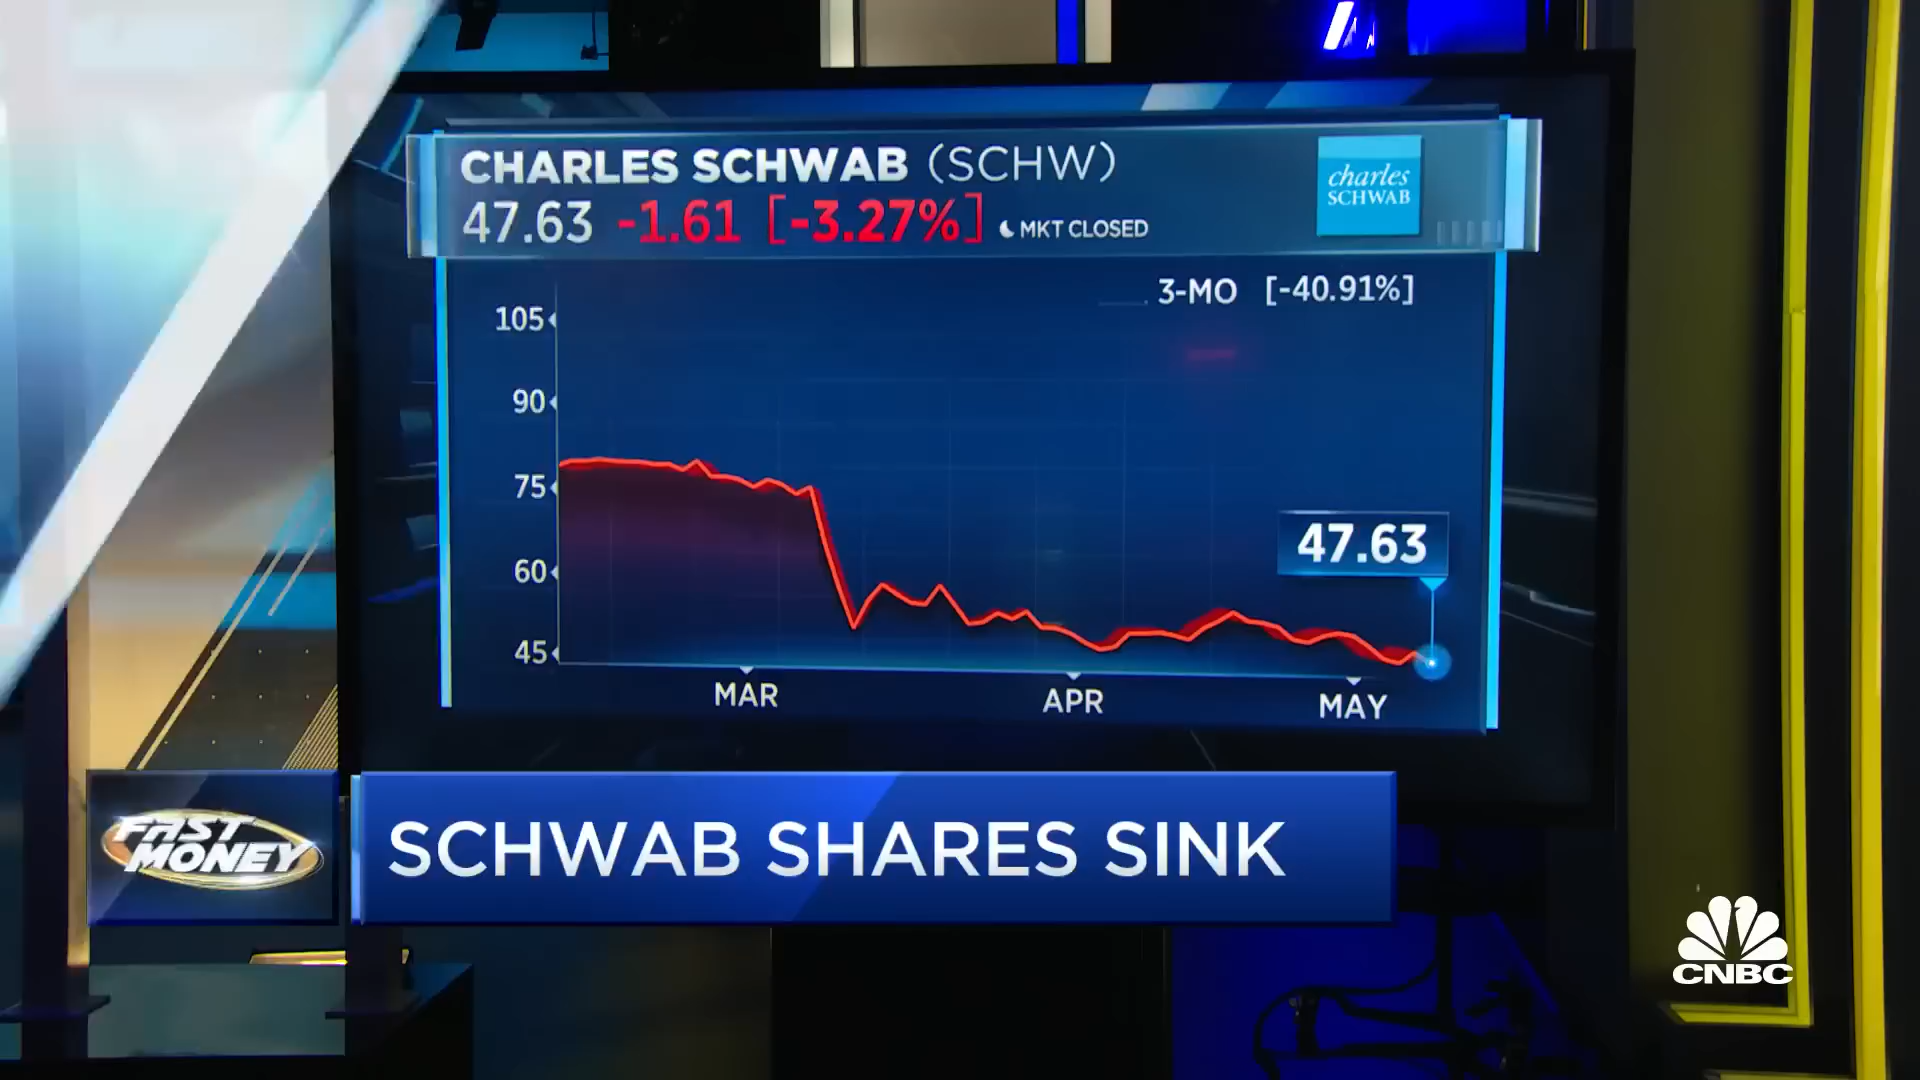 CHARLES SCHWAB (SCHW)
47.63 -1.61 [-3.27%] MKT CLOSED
charles
SCHWAB
3-MO [-40.91%]
105
90
75
60
45
47.63
MAR APR MAY
FAST
MONEY
SCHWAB SHARES SINK
CNBC